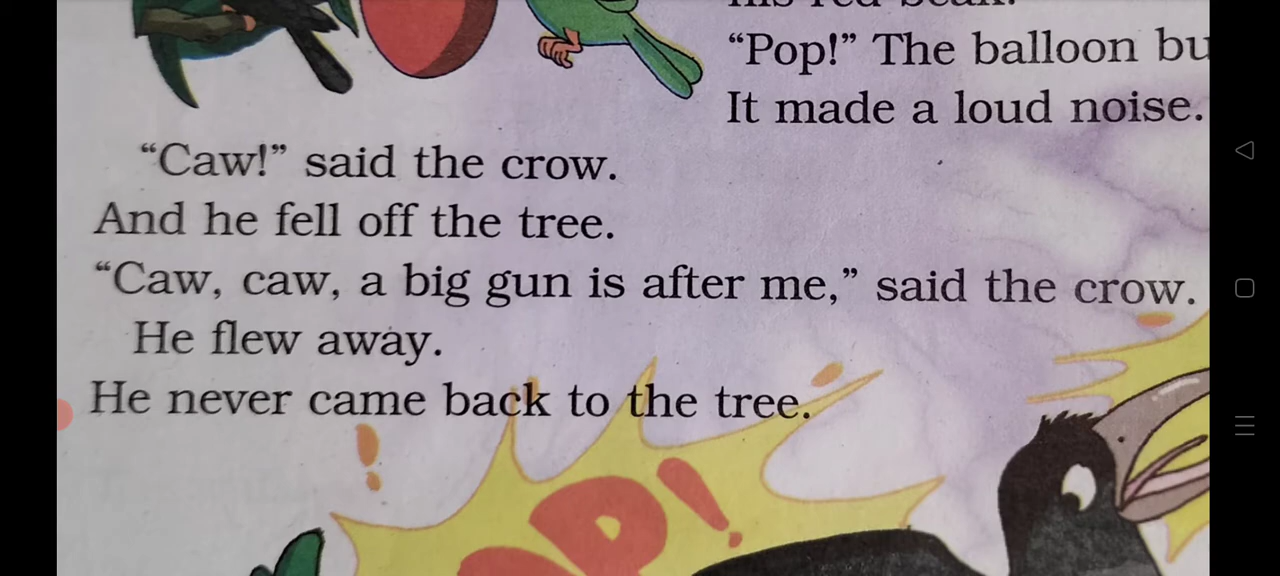 "Pop!" The balloon
It made a loud noise.
"Caw!" said the crow.
And he fell off the tree.
"Caw, caw, a big gun is after me," said the crow.
He flew away.
He never came back to the tree.
P!